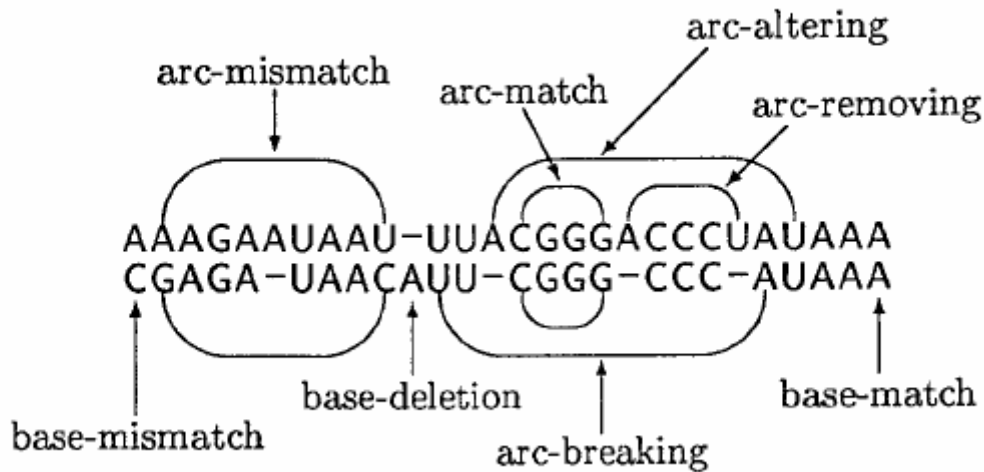 arc-altering
arc-mismatch
arc-match
arc-removing
AAAGAAUAAU–UUACGGGACCCUAUAAA
CGAGA–UAACAUU–CGGG–CCC–AUAAA
base-deletion
base-match
base-mismatch
arc-breaking